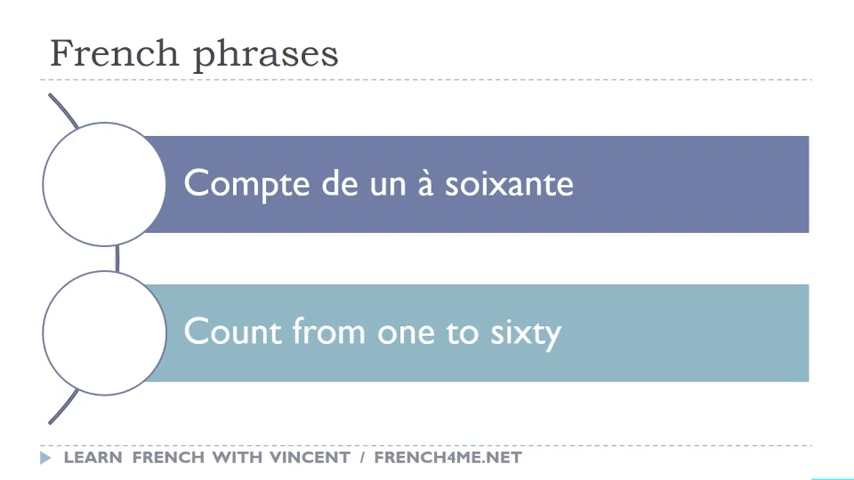 French phrases
Compte de un à soixante
Count from one to sixty
LEARN FRENCH WITH VINCENT / FRENCH4ME.NET